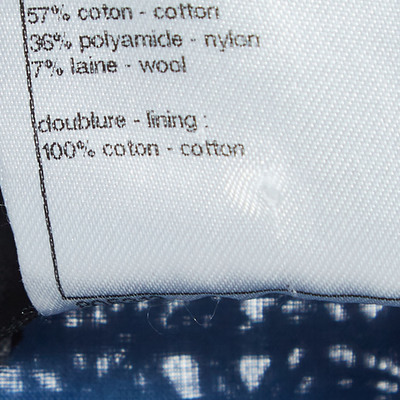 57% coton - cotton
36% polyamide - nylon
7% laine - wool
doublure - lining :
100% coton - cotton